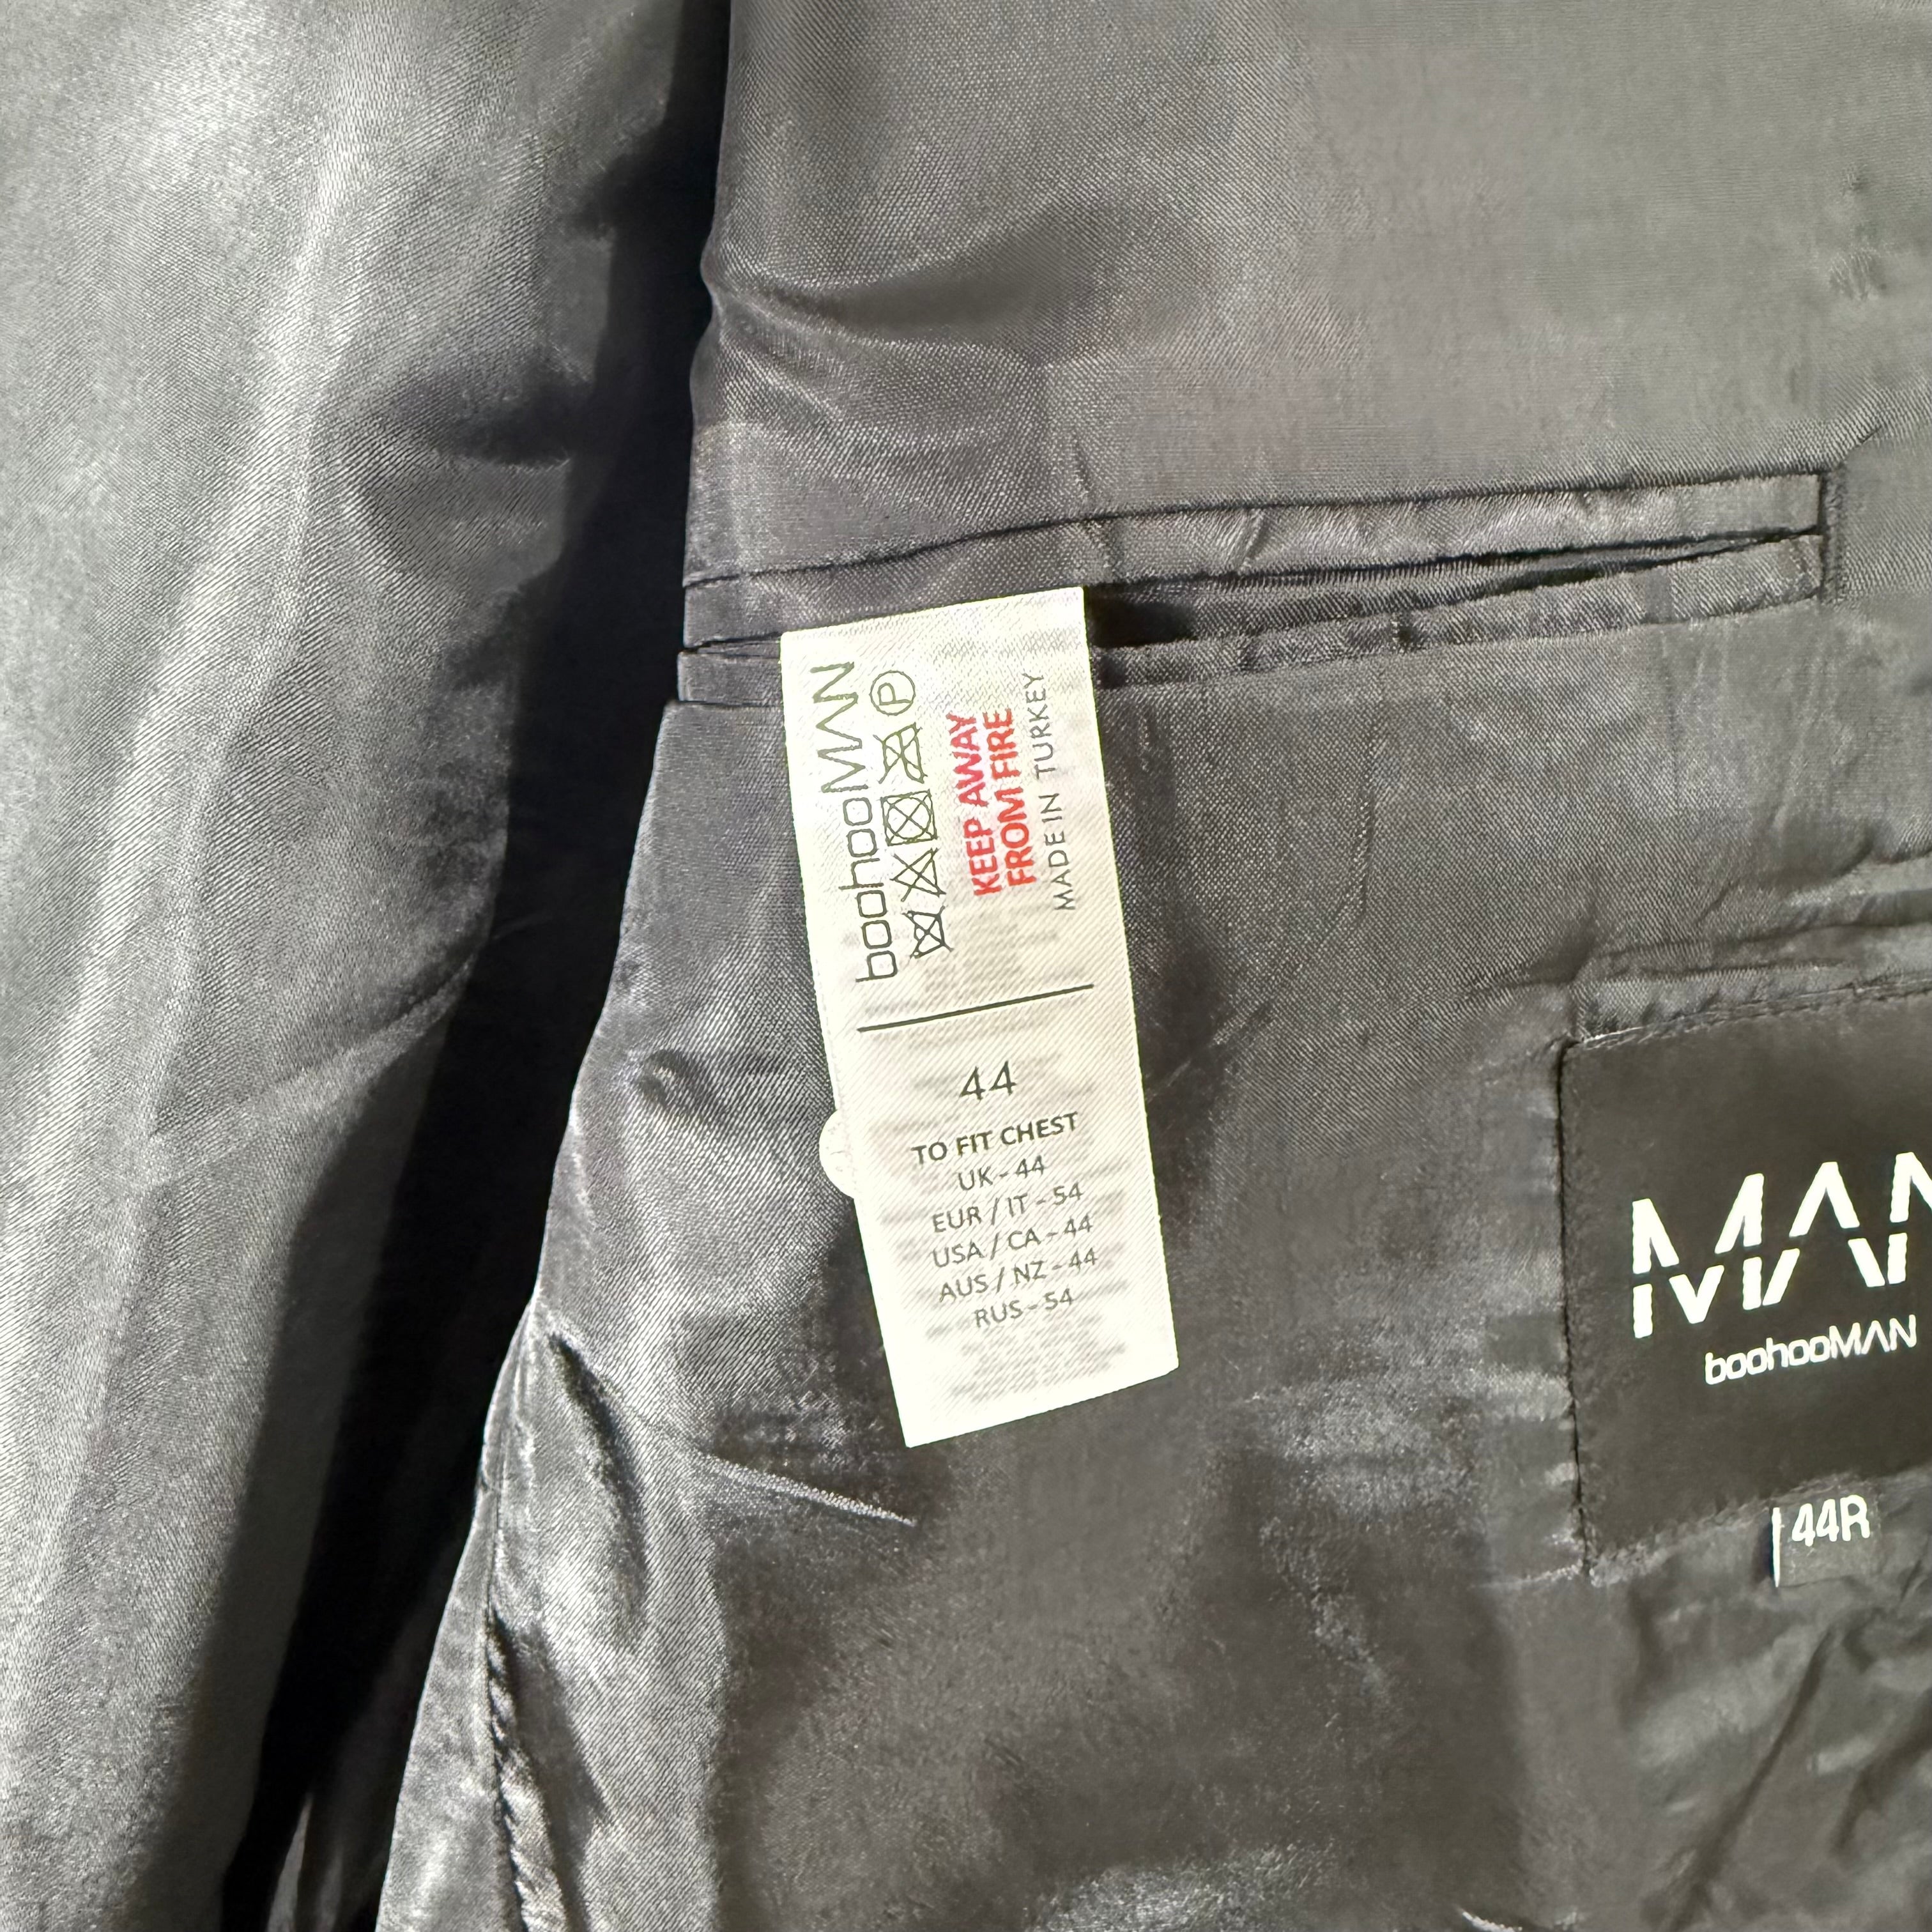 boohooMAN
P
KEEP AWAY
FROM FIRE
MADE IN TURKEY
44
TO FIT CHEST
UK - 44
EUR / IT - 54
USA / CA - 44
AUS / NZ - 44
RUS - 54
MAN
boohooMAN
44R